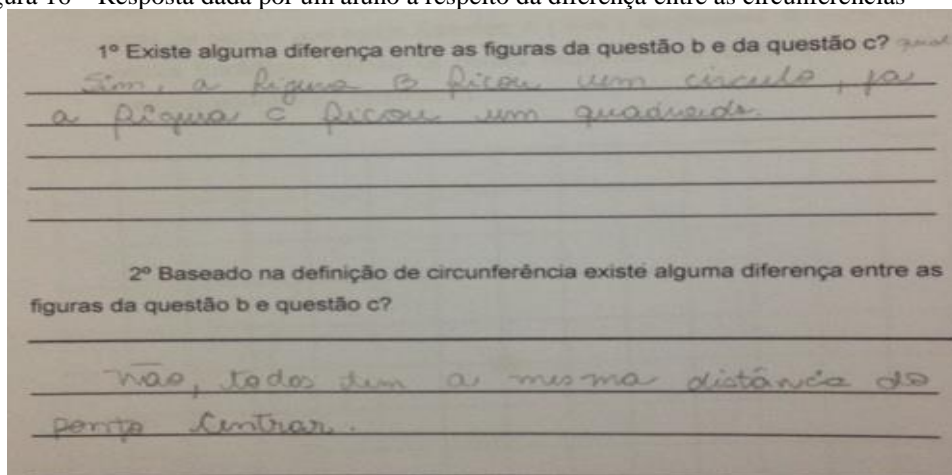 ura 16 – Resposta dada por um aluno a respeito da diferença entre as circunferências
1º Existe alguma diferença entre as figuras da questão b e da questão c? qual
Sim, a figura B ficou um circulo, ja
a figura C ficou um quadrado.
2º Baseado na definição de circunferência existe alguma diferença entre as
figuras da questão b e questão c?
não, todos tem a mesma distância do
ponto Centrar.